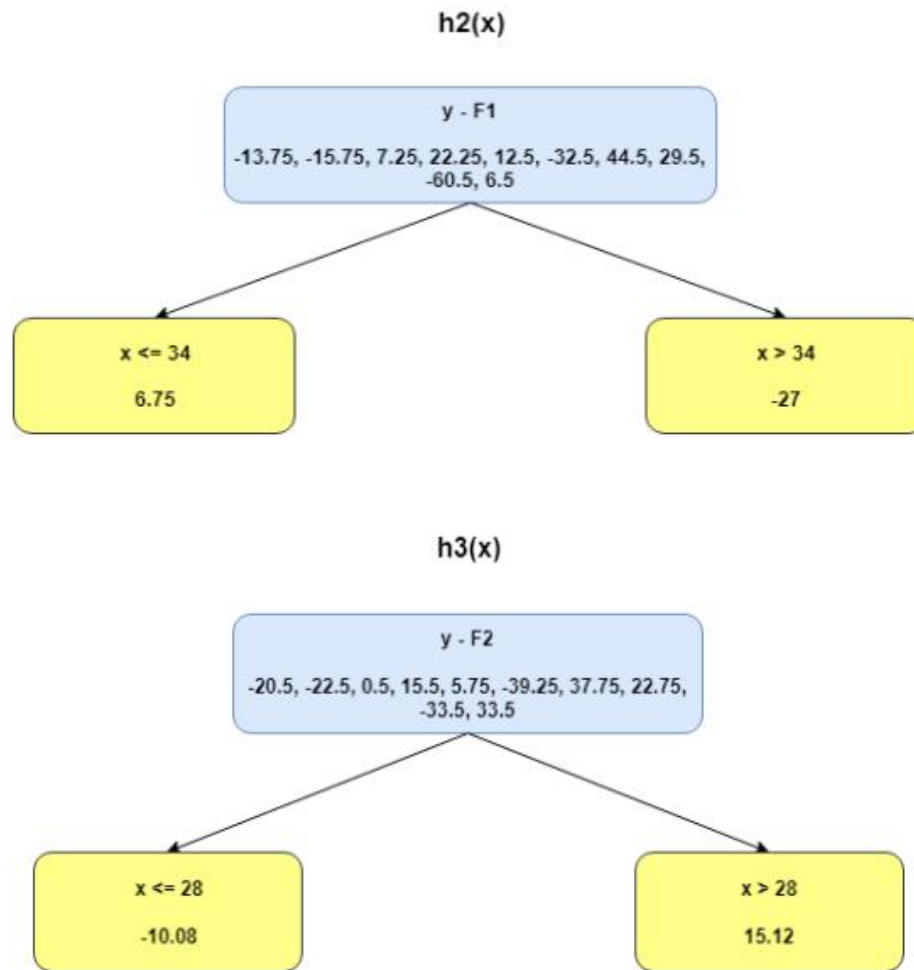 h2(x)
y - F1
-13.75, -15.75, 7.25, 22.25, 12.5, -32.5, 44.5, 29.5,
-60.5, 6.5
x <= 34
6.75
x > 34
-27
h3(x)
y - F2
-20.5, -22.5, 0.5, 15.5, 5.75, -39.25, 37.75, 22.75,
-33.5, 33.5
x <= 28
-10.08
x > 28
15.12